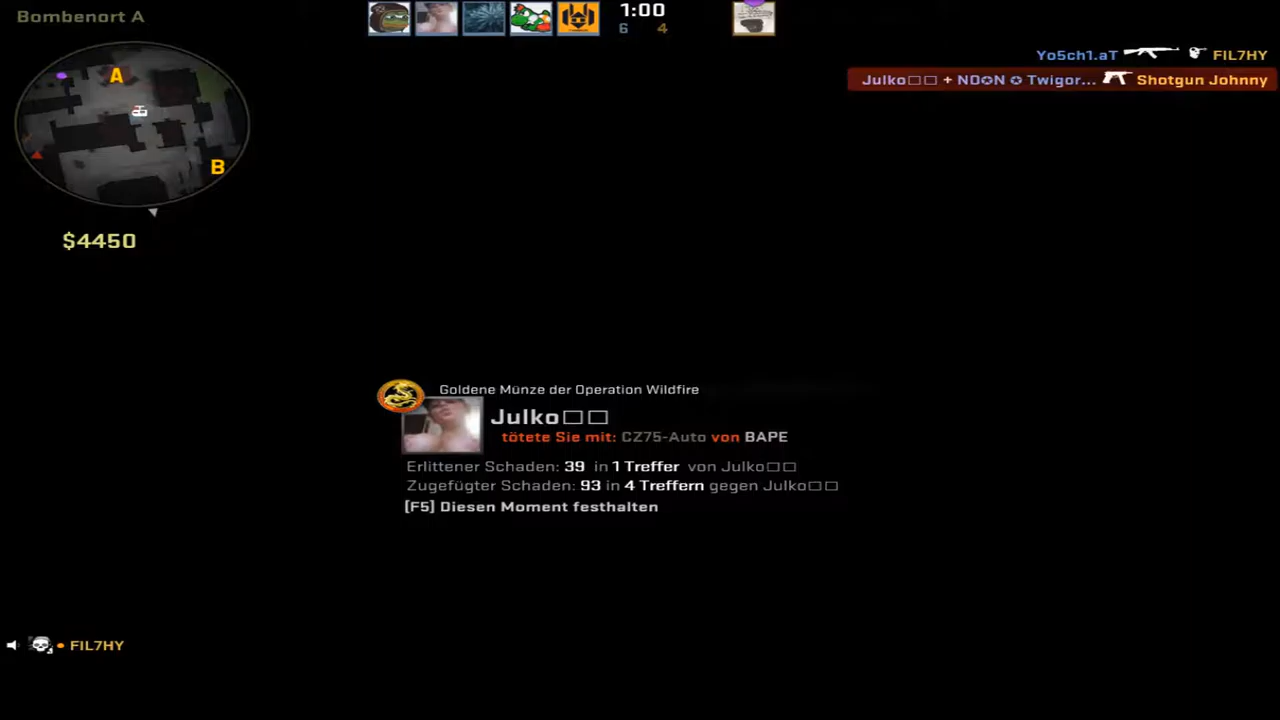 Bombenort A
1:00
6 4
Yo5ch1.aT FIL7HY
Julko□□ + NO✪N ✪ Twigor... Shotgun Johnny
A
B
$4450
Goldene Münze der Operation Wildfire
Julko□□
tötete Sie mit: CZ75-Auto von BAPE
Erlittener Schaden: 39 in 1 Treffer von Julko□□
Zugefügter Schaden: 93 in 4 Treffern gegen Julko□□
[F5] Diesen Moment festhalten
FIL7HY